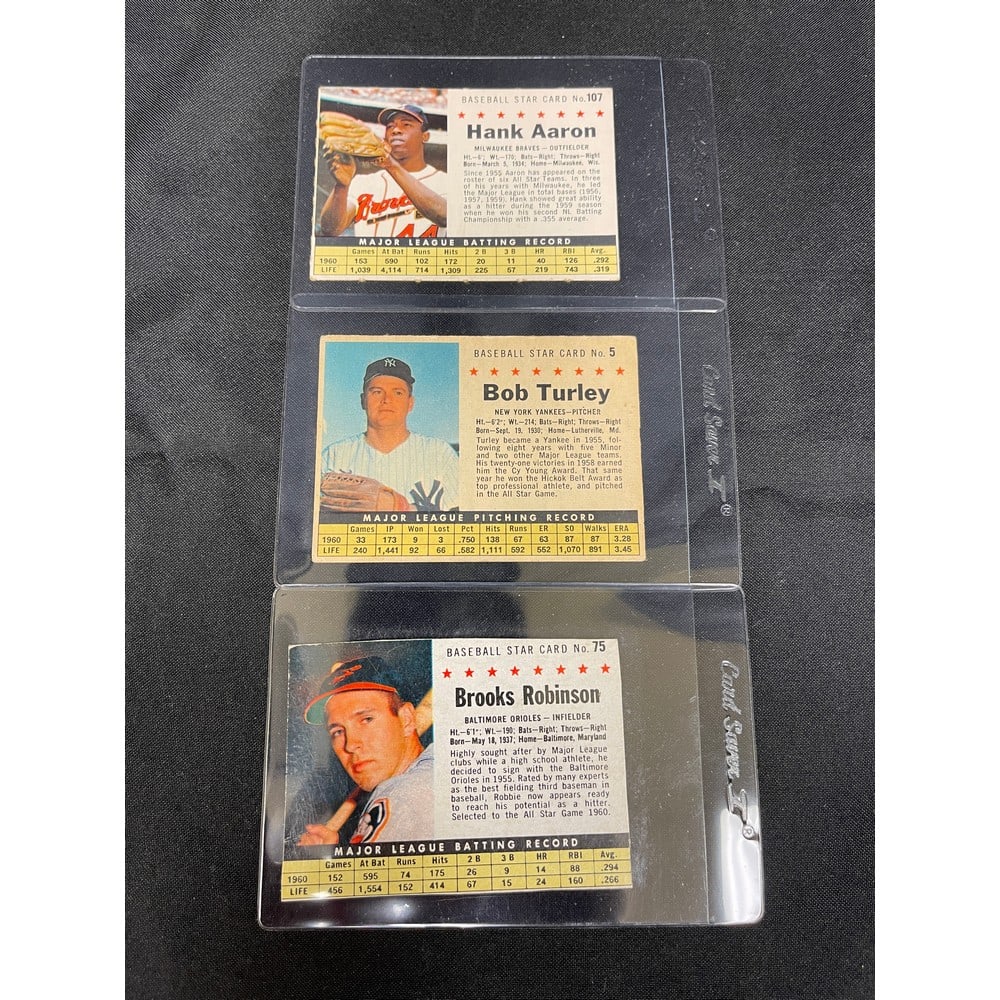 BASEBALL STAR CARD No. 107
Hank Aaron
MILWAUKEE BRAVES — OUTFIELDER
Ht.—6'; Wt.—170; Bats—Right; Throws—Right
Born—March 5, 1934; Home—Milwaukee, Wis.
Since 1955 Aaron has appeared on the
roster of six All Star Teams. In three
of his years with Milwaukee, he led
the Major League in total bases (1956,
1957, 1959). Hank showed great ability
as a hitter during the 1959 season
when he won his second NL Batting
Championship with a .355 average.
Braves
44
MAJOR LEAGUE BATTING RECORD
Games At Bat Runs Hits 2 B 3 B HR RBI Avg.
1960 153 590 102 172 20 11 40 126 .292
LIFE 1,039 4,114 714 1,309 225 57 219 743 .319
BASEBALL STAR CARD No. 5
Bob Turley
NEW YORK YANKEES—PITCHER
Ht.—6'2"; Wt.—214; Bats—Right; Throws—Right
Born—Sept. 19, 1930; Home—Lutherville, Md.
Turley became a Yankee in 1955, fol-
lowing eight years with five Minor
and two other Major League teams.
His twenty-one victories in 1958 earned
him the Cy Young Award. That same
year he won the Hickok Belt Award as
top professional athlete, and pitched
in the All Star Game.
NY
NY
MAJOR LEAGUE PITCHING RECORD
Games IP Won Lost Pct Hits Runs ER SO Walks ERA
1960 33 173 9 3 .750 138 67 63 87 87 3.28
LIFE 240 1,441 92 66 .582 1,111 592 552 1,070 891 3.45
Card Saver II ®
BASEBALL STAR CARD No. 75
Brooks Robinson
BALTIMORE ORIOLES — INFIELDER
Ht.—6'1"; Wt.—190; Bats—Right; Throws—Right
Born—May 18, 1937; Home—Baltimore, Maryland
Highly sought after by Major League
clubs while a high school athlete, he
decided to sign with the Baltimore
Orioles in 1955. Rated by many experts
as the best fielding third baseman in
baseball, Robbie now appears ready
to reach his potential as a hitter.
Selected to the All Star Game 1960.
MAJOR LEAGUE BATTING RECORD
Games At Bat Runs Hits 2 B 3 B HR RBI Avg.
1960 152 595 74 175 26 9 14 88 .294
LIFE 456 1,554 152 414 67 15 24 160 .266
Card Saver II ®